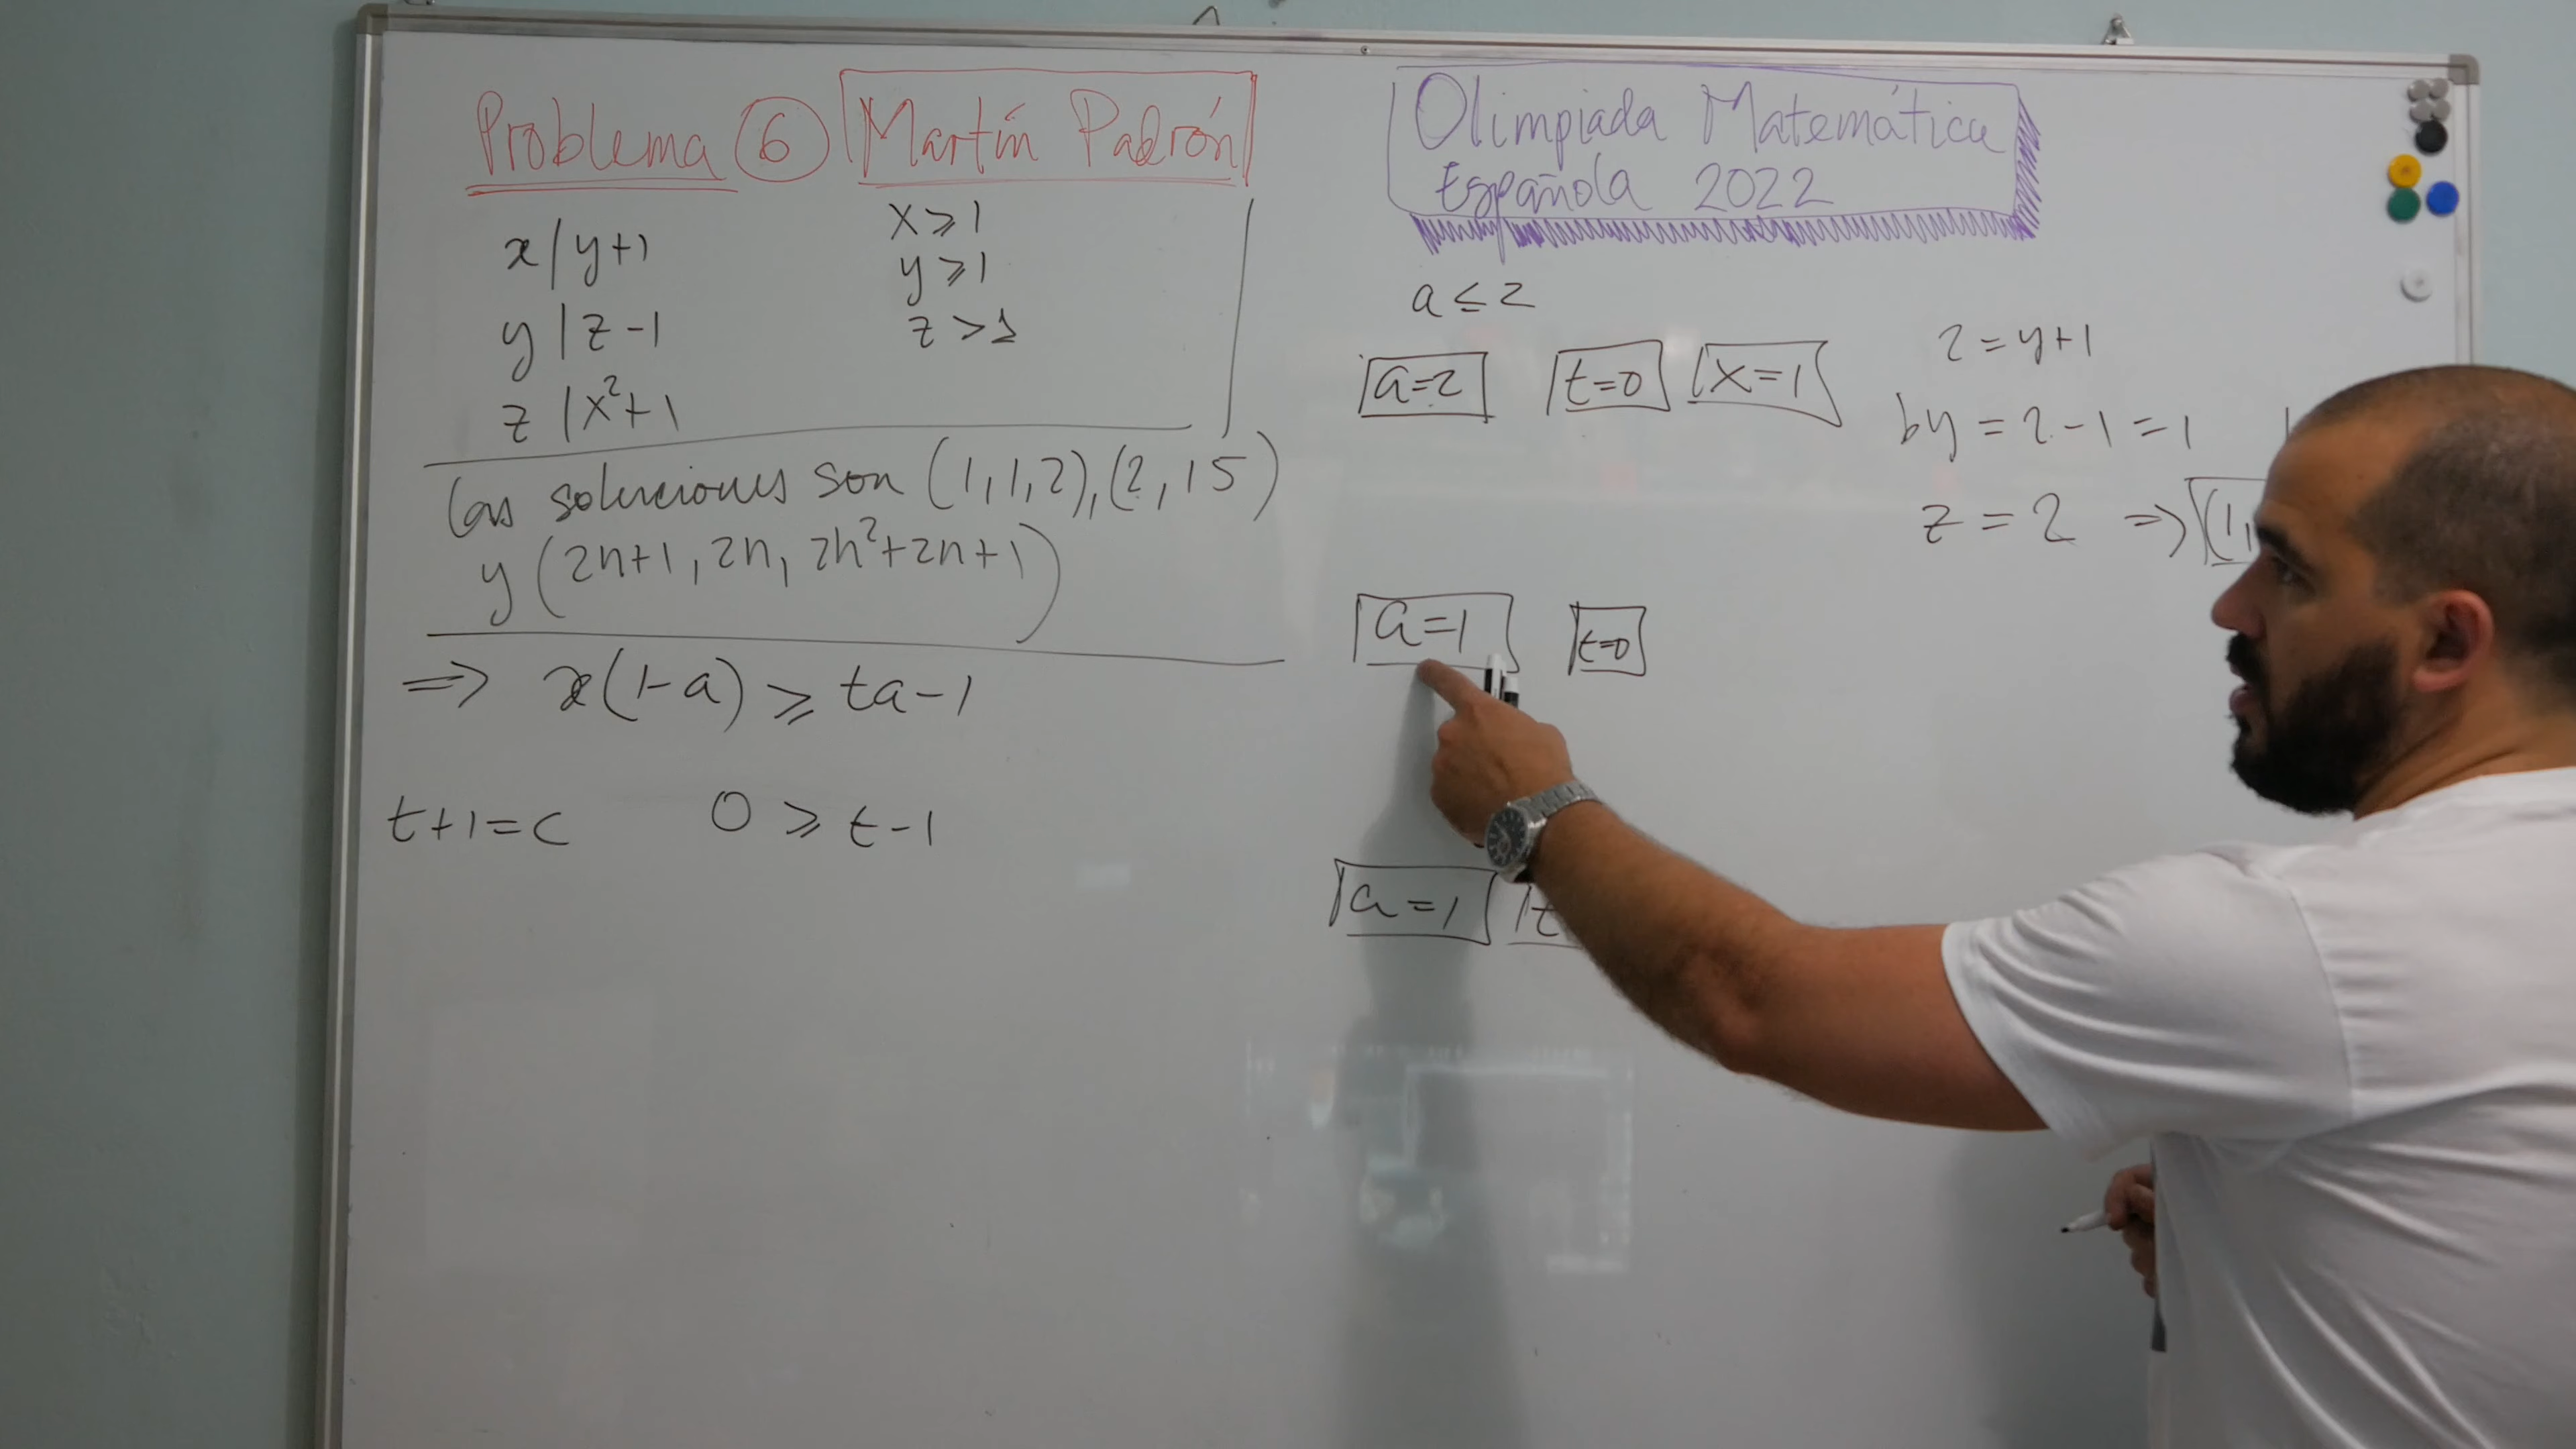 Problema 6 Martín Padrón
x | y+1
y | z-1
z | x²+1
x ⩾ 1
y ⩾ 1
z > 1
las soluciones son (1,1,2), (2,15)
y (2n+1, 2n, 2n²+2n+1)
⇒ x(1-a) ⩾ ta-1
t+1=c 0 ⩾ t-1
Olimpiada Matemática
Española 2022
a ≤ 2
a=2 t=0 x=1
2 = y+1
by = 2-1 = 1
z = 2 ⇒ (1,
a=1 t=0
a=1 t